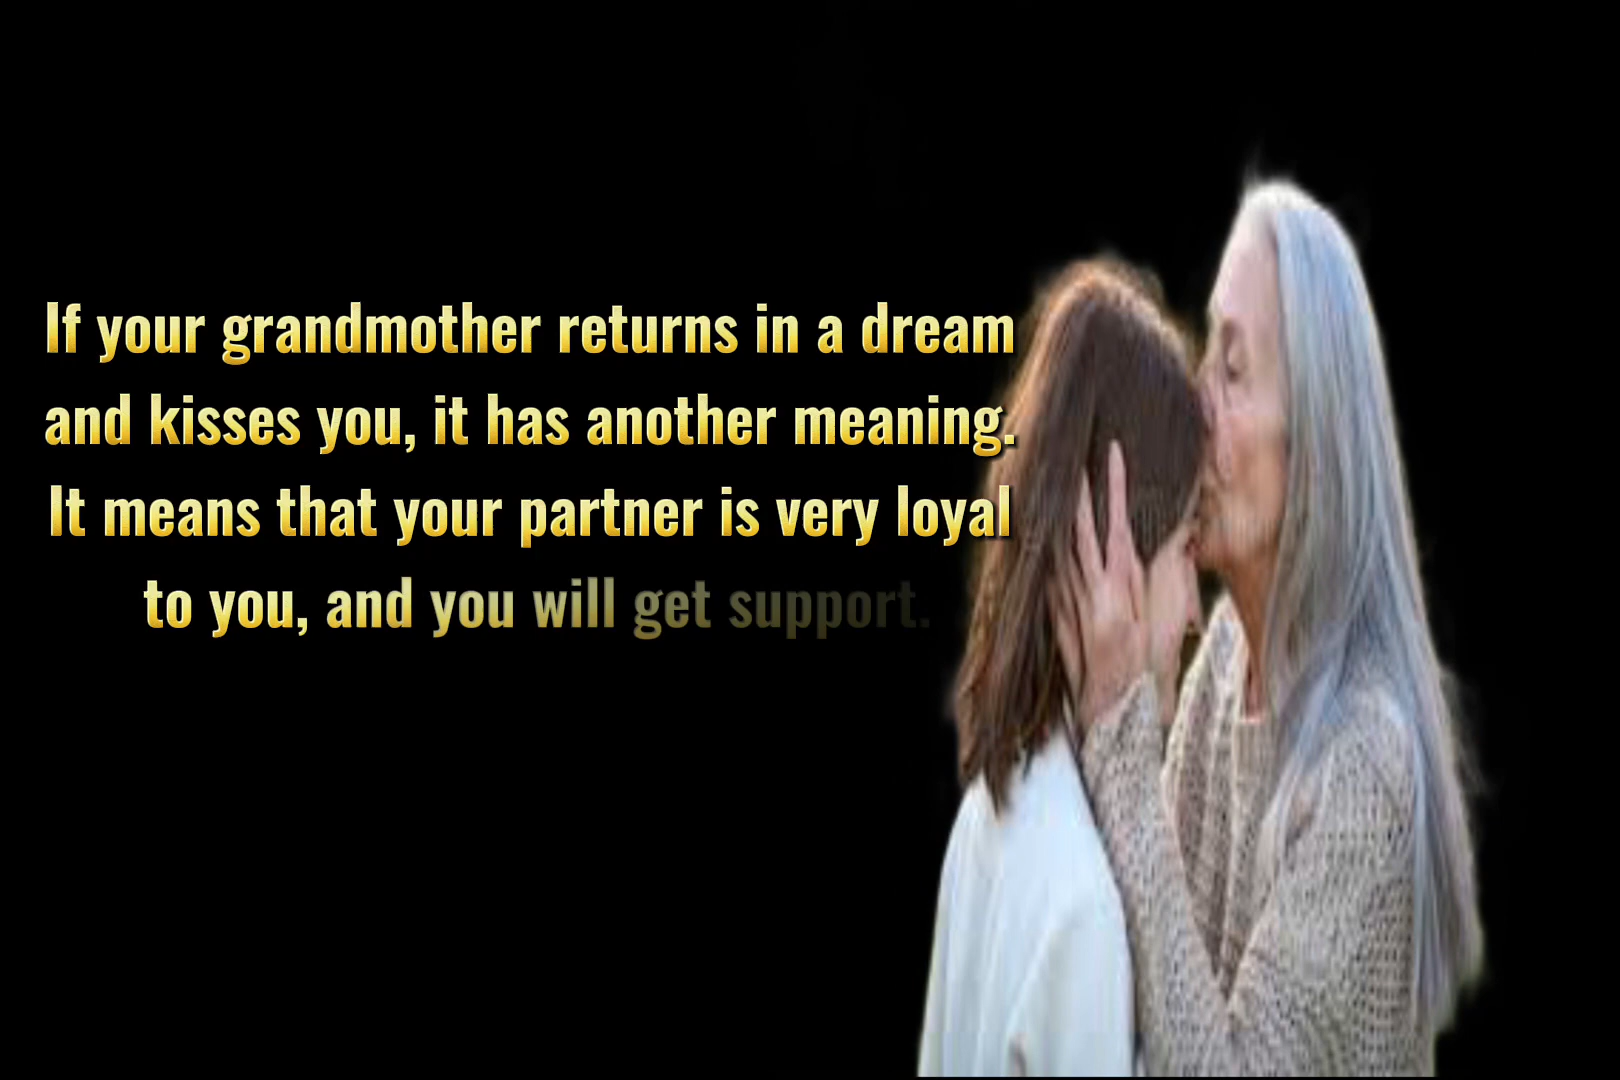 If your grandmother returns in a dream
and kisses you, it has another meaning.
It means that your partner is very loyal
to you, and you will get support.